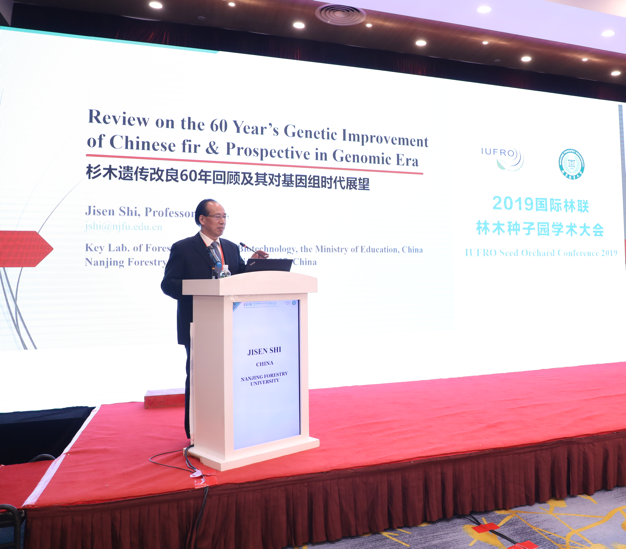 Review on the 60 Year's Genetic Improvement
of Chinese fir & Prospective in Genomic Era
杉木遗传改良60年回顾及其对基因组时代展望
Jisen Shi, Professor
jshi@njfu.edu.cn
Key Lab. of Fores Biotechnology, the Ministry of Education, China
Nanjing Forestry China
IUFRO
2019国际林联
林木种子园学术大会
IUFRO Seed Orchard Conference 2019
JISEN SHI
CHINA
NANJING FORESTRY
UNIVERSITY